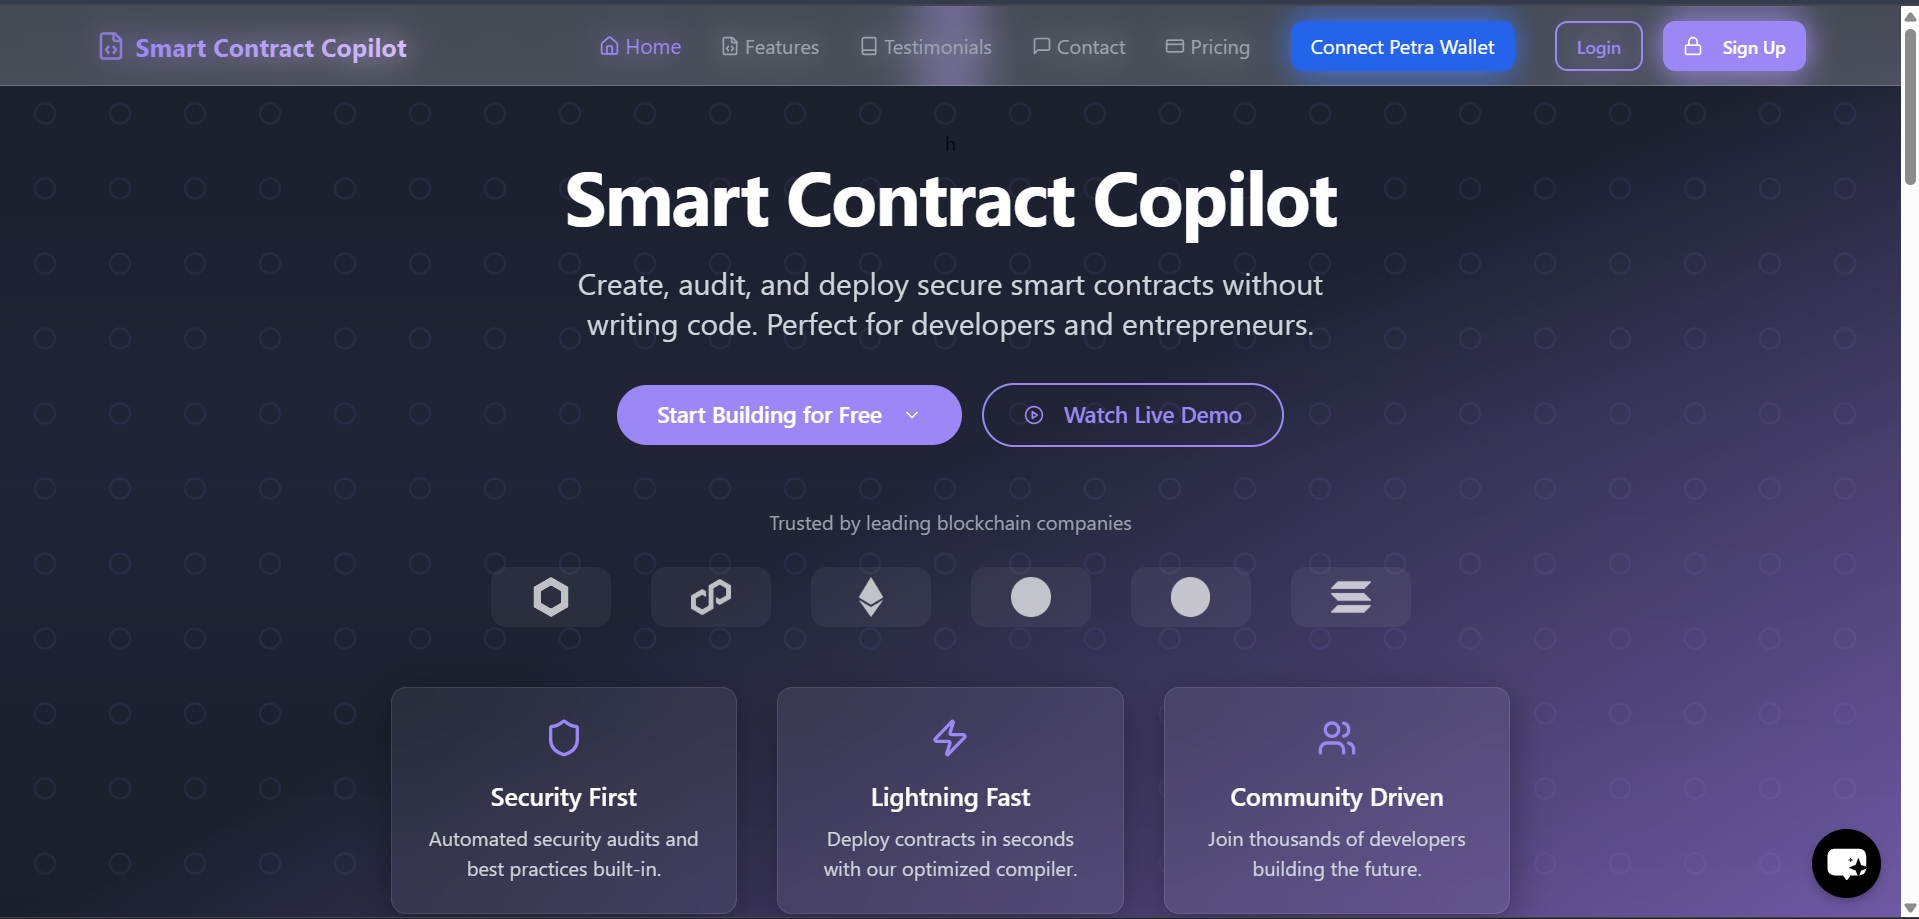 Smart Contract Copilot
Home
Features
Testimonials
Contact
Pricing
Connect Petra Wallet
Login
Sign Up
h
Smart Contract Copilot
Create, audit, and deploy secure smart contracts without
writing code. Perfect for developers and entrepreneurs.
Start Building for Free
Watch Live Demo
Trusted by leading blockchain companies
Security First
Automated security audits and
best practices built-in.
Lightning Fast
Deploy contracts in seconds
with our optimized compiler.
Community Driven
Join thousands of developers
building the future.